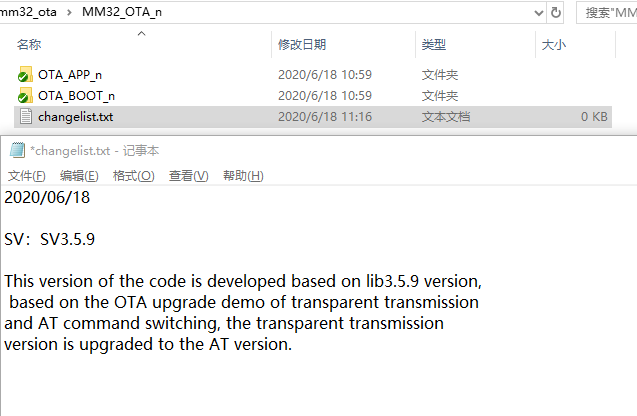 mm32_ota > MM32_OTA_n 搜索"MM
名称 修改日期 类型 大小
OTA_APP_n 2020/6/18 10:59 文件夹
OTA_BOOT_n 2020/6/18 10:59 文件夹
changelist.txt 2020/6/18 11:16 文本文档 0 KB
*changelist.txt - 记事本
文件(F) 编辑(E) 格式(O) 查看(V) 帮助(H)
2020/06/18
SV：SV3.5.9
This version of the code is developed based on lib3.5.9 version,
based on the OTA upgrade demo of transparent transmission
and AT command switching, the transparent transmission
version is upgraded to the AT version.